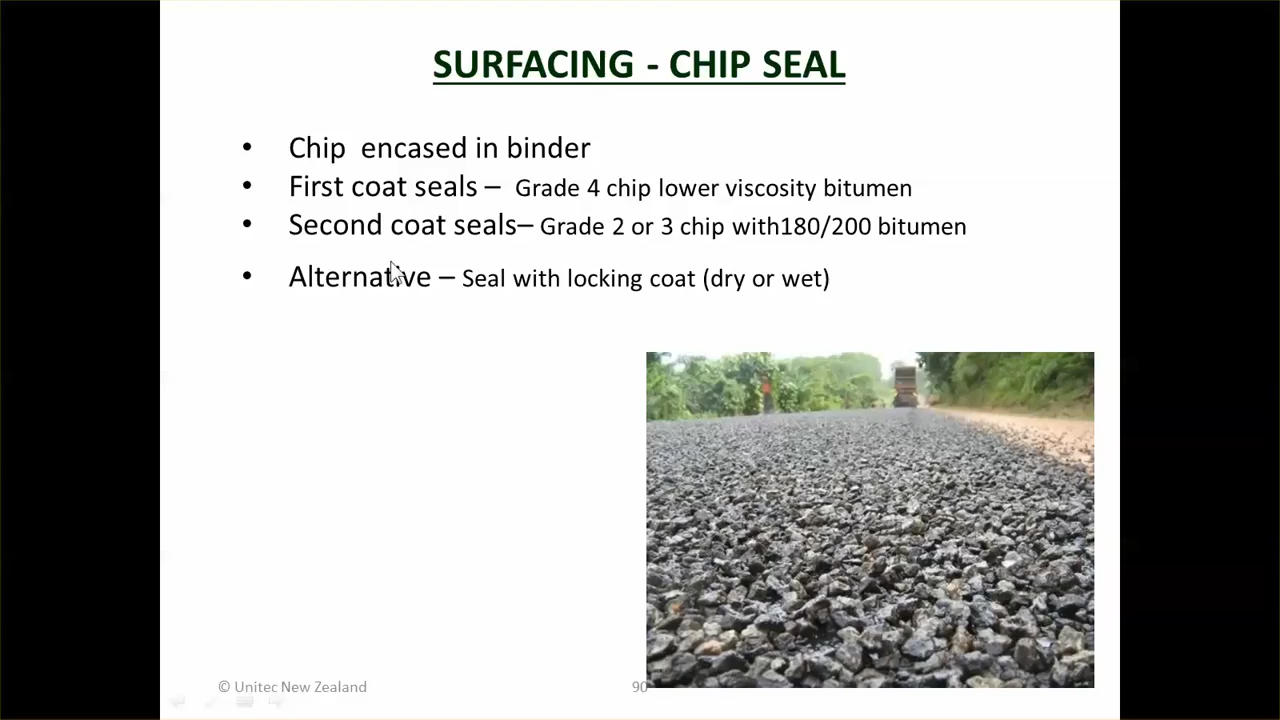 SURFACING - CHIP SEAL
• Chip encased in binder
• First coat seals – Grade 4 chip lower viscosity bitumen
• Second coat seals– Grade 2 or 3 chip with180/200 bitumen
• Alternative – Seal with locking coat (dry or wet)
© Unitec New Zealand
90